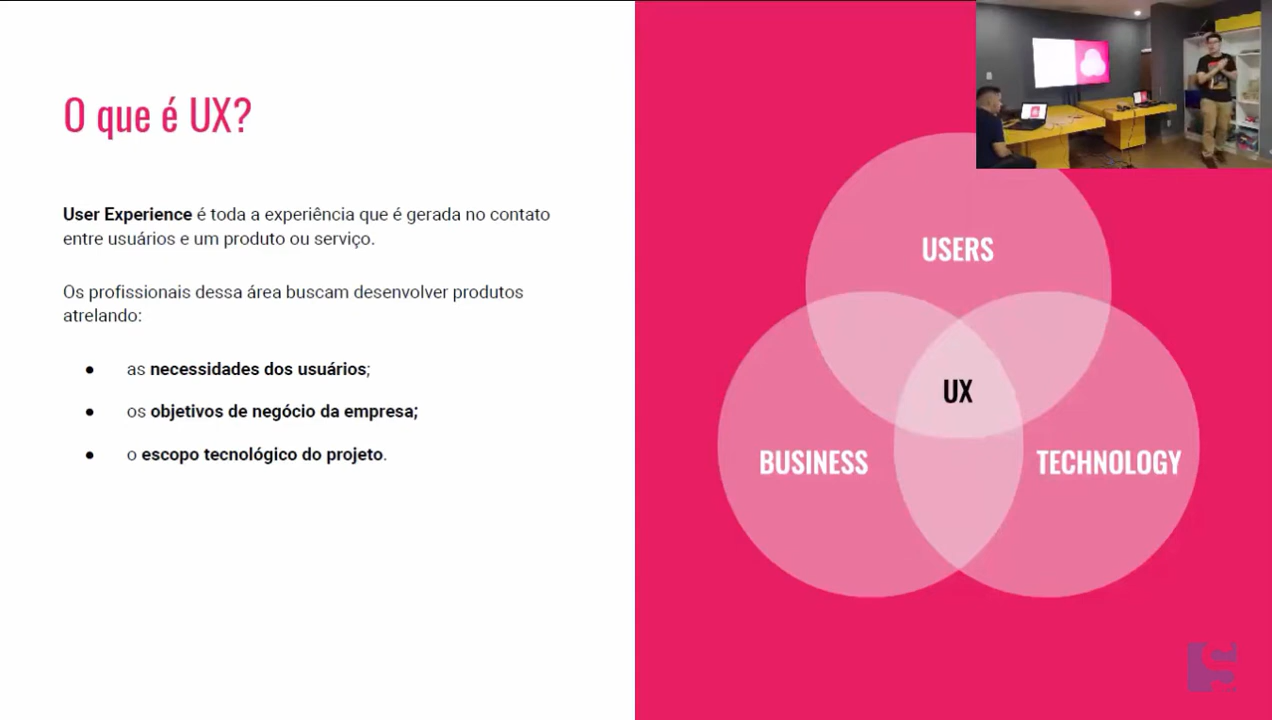 O que é UX?
User Experience é toda a experiência que é gerada no contato
entre usuários e um produto ou serviço.
Os profissionais dessa área buscam desenvolver produtos
atrelando:
● as necessidades dos usuários;
● os objetivos de negócio da empresa;
● o escopo tecnológico do projeto.
USERS
UX
BUSINESS
TECHNOLOGY